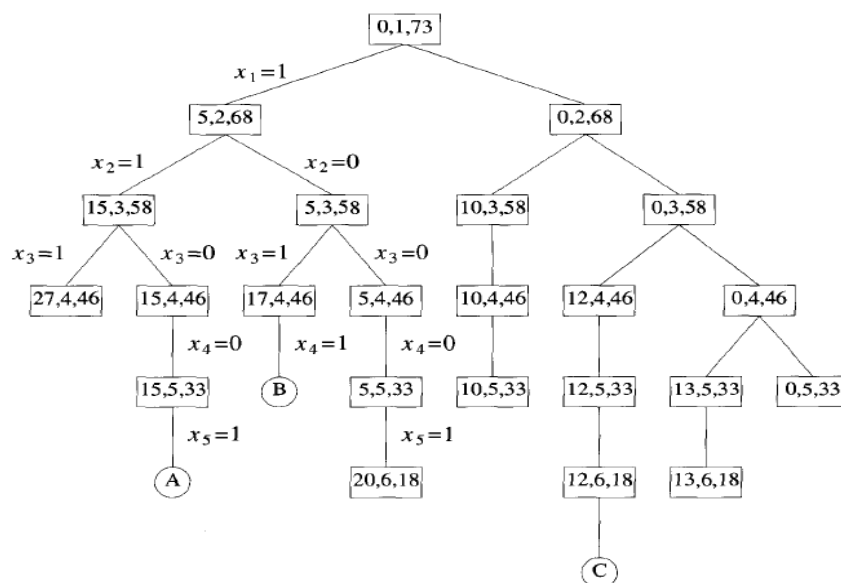 0,1,73
x1=1
5,2,68 0,2,68
x2=1 x2=0
15,3,58 5,3,58 10,3,58 0,3,58
x3=1 x3=0 x3=1 x3=0
27,4,46 15,4,46 17,4,46 5,4,46 10,4,46 12,4,46 0,4,46
x4=0 x4=1 x4=0
15,5,33 B 5,5,33 10,5,33 12,5,33 13,5,33 0,5,33
x5=1 x5=1
A 20,6,18 12,6,18 13,6,18
C